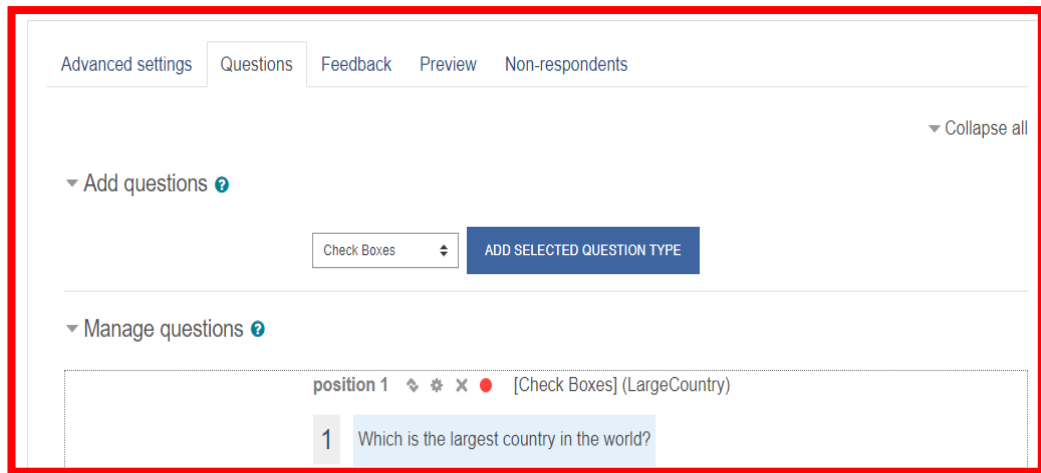 Advanced settings Questions Feedback Preview Non-respondents
Collapse all
Add questions
Check Boxes ADD SELECTED QUESTION TYPE
Manage questions
position 1 [Check Boxes] (LargeCountry)
1 Which is the largest country in the world?